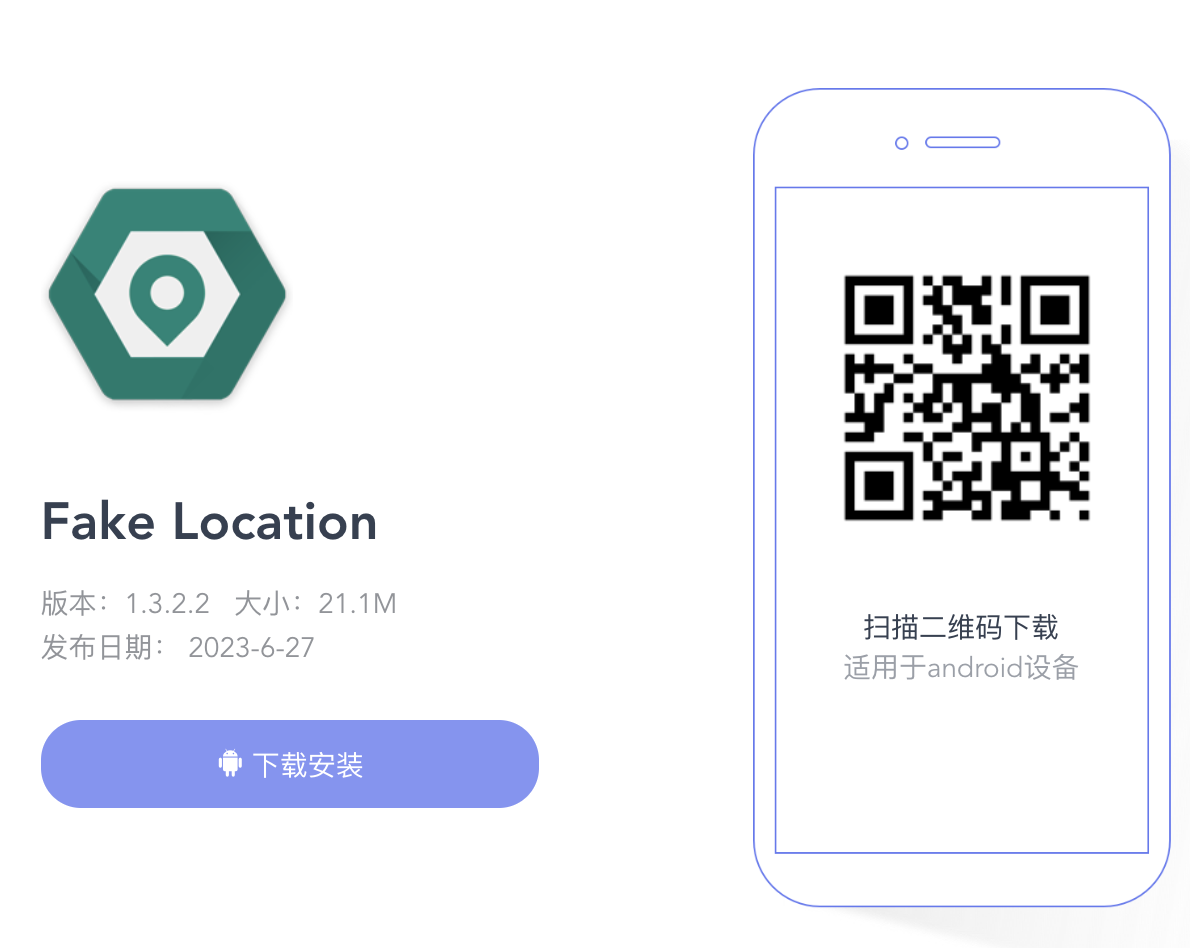 Fake Location
版本：1.3.2.2 大小：21.1M
发布日期： 2023-6-27
下载安装
扫描二维码下载
适用于android设备